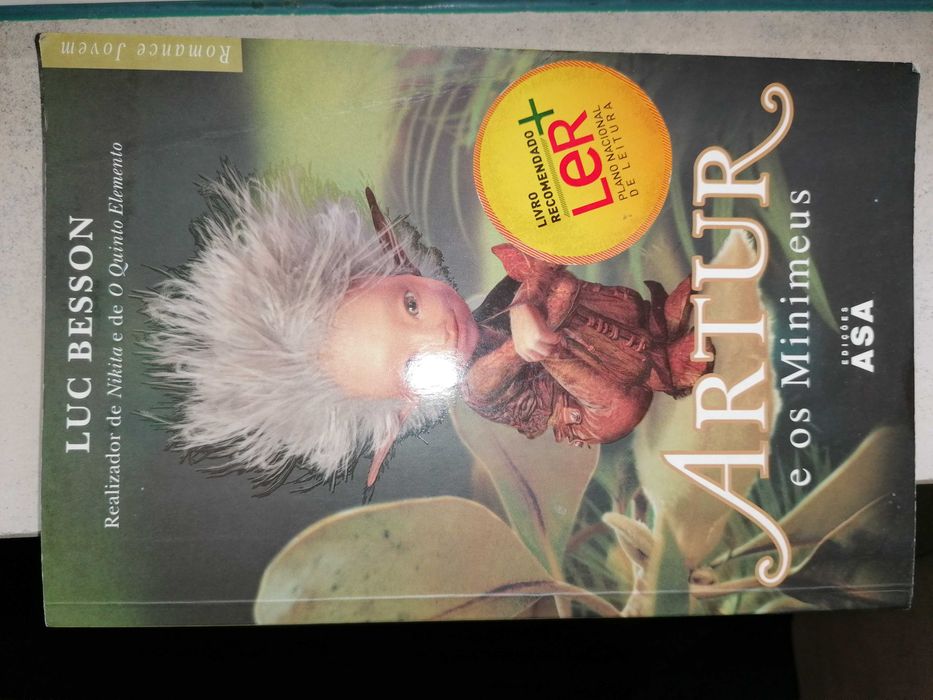 Romance Jovem
LUC BESSON
Realizador de Nikita e de O Quinto Elemento
LIVRO
RECOMENDADO
LER+
PLANO NACIONAL
DE LEITURA
ARTUR
e os Minimeus
EDIÇÕES
ASA